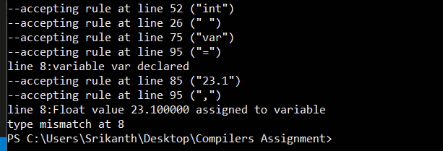 --accepting rule at line 52 ("int")
--accepting rule at line 26 (" ")
--accepting rule at line 75 ("var")
--accepting rule at line 95 ("=")
line 8:variable var declared
--accepting rule at line 85 ("23.1")
--accepting rule at line 95 (",")
line 8:Float value 23.100000 assigned to variable
type mismatch at 8
PS C:\Users\Srikanth\Desktop\Compilers Assignment>